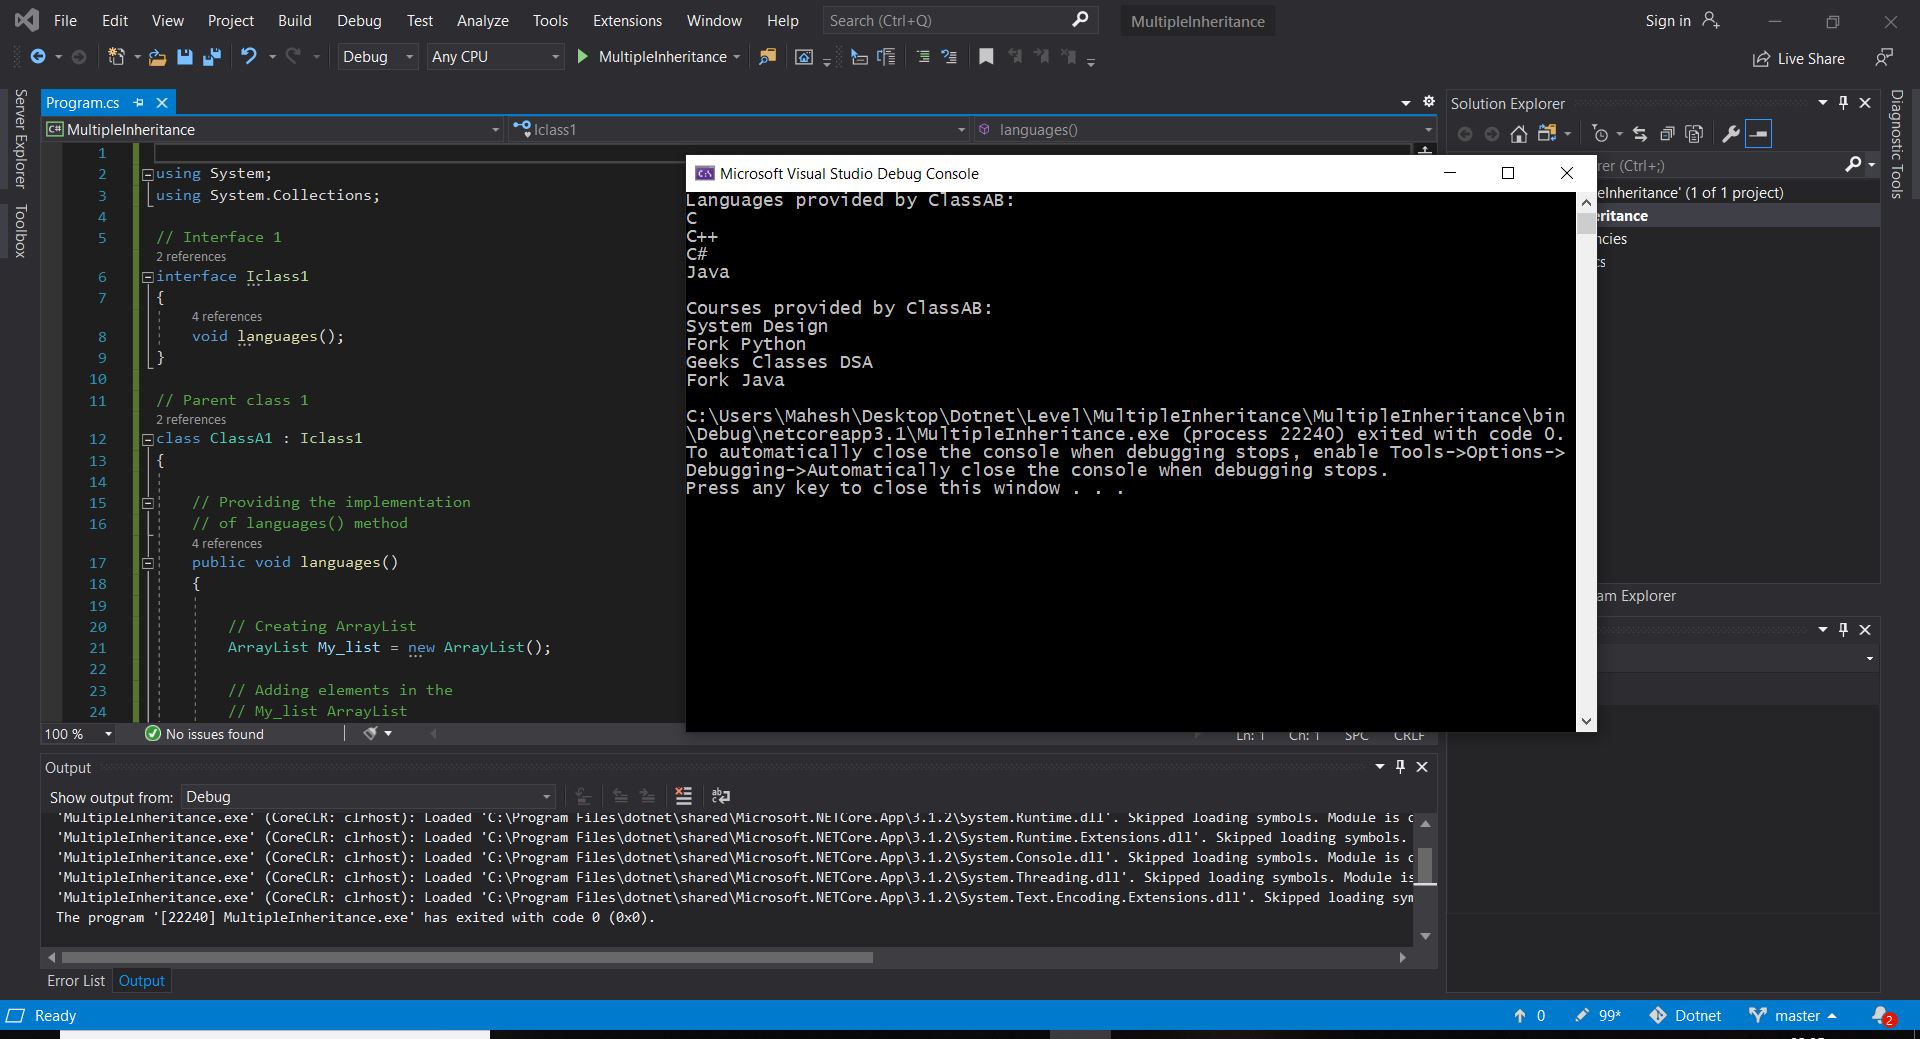 File Edit View Project Build Debug Test Analyze Tools Extensions Window Help Search (Ctrl+Q) MultipleInheritance Sign in
Debug Any CPU MultipleInheritance Live Share
Server Explorer
Toolbox
Program.cs
C# MultipleInheritance Iclass1 languages()
1
2 using System;
3 using System.Collections;
4
5 // Interface 1
2 references
6 interface Iclass1
7 {
4 references
8 void languages();
9 }
10
11 // Parent class 1
2 references
12 class ClassA1 : Iclass1
13 {
14
15 // Providing the implementation
16 // of languages() method
4 references
17 public void languages()
18 {
19
20 // Creating ArrayList
21 ArrayList My_list = new ArrayList();
22
23 // Adding elements in the
24 // My_list ArrayList
100 % No issues found Ln: 1 Ch: 1 SPC CRLF
Microsoft Visual Studio Debug Console
Languages provided by ClassAB:
C
C++
C#
Java
Courses provided by ClassAB:
System Design
Fork Python
Geeks Classes DSA
Fork Java
C:\Users\Mahesh\Desktop\Dotnet\Level\MultipleInheritance\MultipleInheritance\bin
\Debug\netcoreapp3.1\MultipleInheritance.exe (process 22240) exited with code 0.
To automatically close the console when debugging stops, enable Tools->Options->
Debugging->Automatically close the console when debugging stops.
Press any key to close this window . . .
Solution Explorer
rer (Ctrl+;)
eInheritance' (1 of 1 project)
eritance
ncies
cs
am Explorer
Diagnostic Tools
Output
Show output from: Debug
'MultipleInheritance.exe' (CoreCLR: clrhost): Loaded 'C:\Program Files\dotnet\shared\Microsoft.NETCore.App\3.1.2\System.Runtime.dll'. Skipped loading symbols. Module is o
'MultipleInheritance.exe' (CoreCLR: clrhost): Loaded 'C:\Program Files\dotnet\shared\Microsoft.NETCore.App\3.1.2\System.Runtime.Extensions.dll'. Skipped loading symbols.
'MultipleInheritance.exe' (CoreCLR: clrhost): Loaded 'C:\Program Files\dotnet\shared\Microsoft.NETCore.App\3.1.2\System.Console.dll'. Skipped loading symbols. Module is o
'MultipleInheritance.exe' (CoreCLR: clrhost): Loaded 'C:\Program Files\dotnet\shared\Microsoft.NETCore.App\3.1.2\System.Threading.dll'. Skipped loading symbols. Module is
'MultipleInheritance.exe' (CoreCLR: clrhost): Loaded 'C:\Program Files\dotnet\shared\Microsoft.NETCore.App\3.1.2\System.Text.Encoding.Extensions.dll'. Skipped loading sym
The program '[22240] MultipleInheritance.exe' has exited with code 0 (0x0).
Error List Output
Ready 0 99* Dotnet master 2